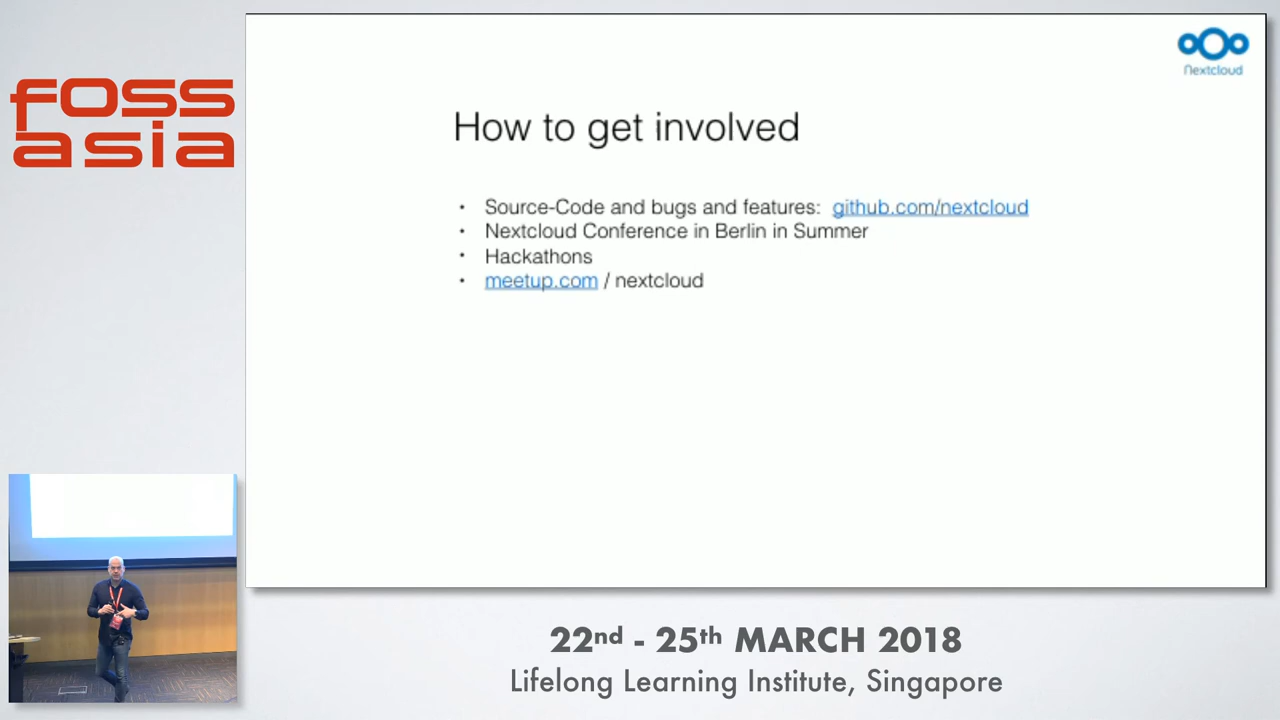 foss
asia
Nextcloud
How to get involved
• Source-Code and bugs and features: github.com/nextcloud
• Nextcloud Conference in Berlin in Summer
• Hackathons
• meetup.com / nextcloud
22nd - 25th MARCH 2018
Lifelong Learning Institute, Singapore